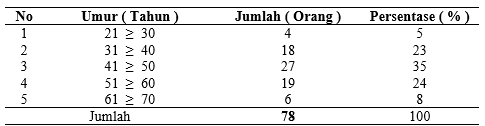 No Umur ( Tahun ) Jumlah ( Orang ) Persentase ( % )
1 21 ≥ 30 4 5
2 31 ≥ 40 18 23
3 41 ≥ 50 27 35
4 51 ≥ 60 19 24
5 61 ≥ 70 6 8
Jumlah 78 100